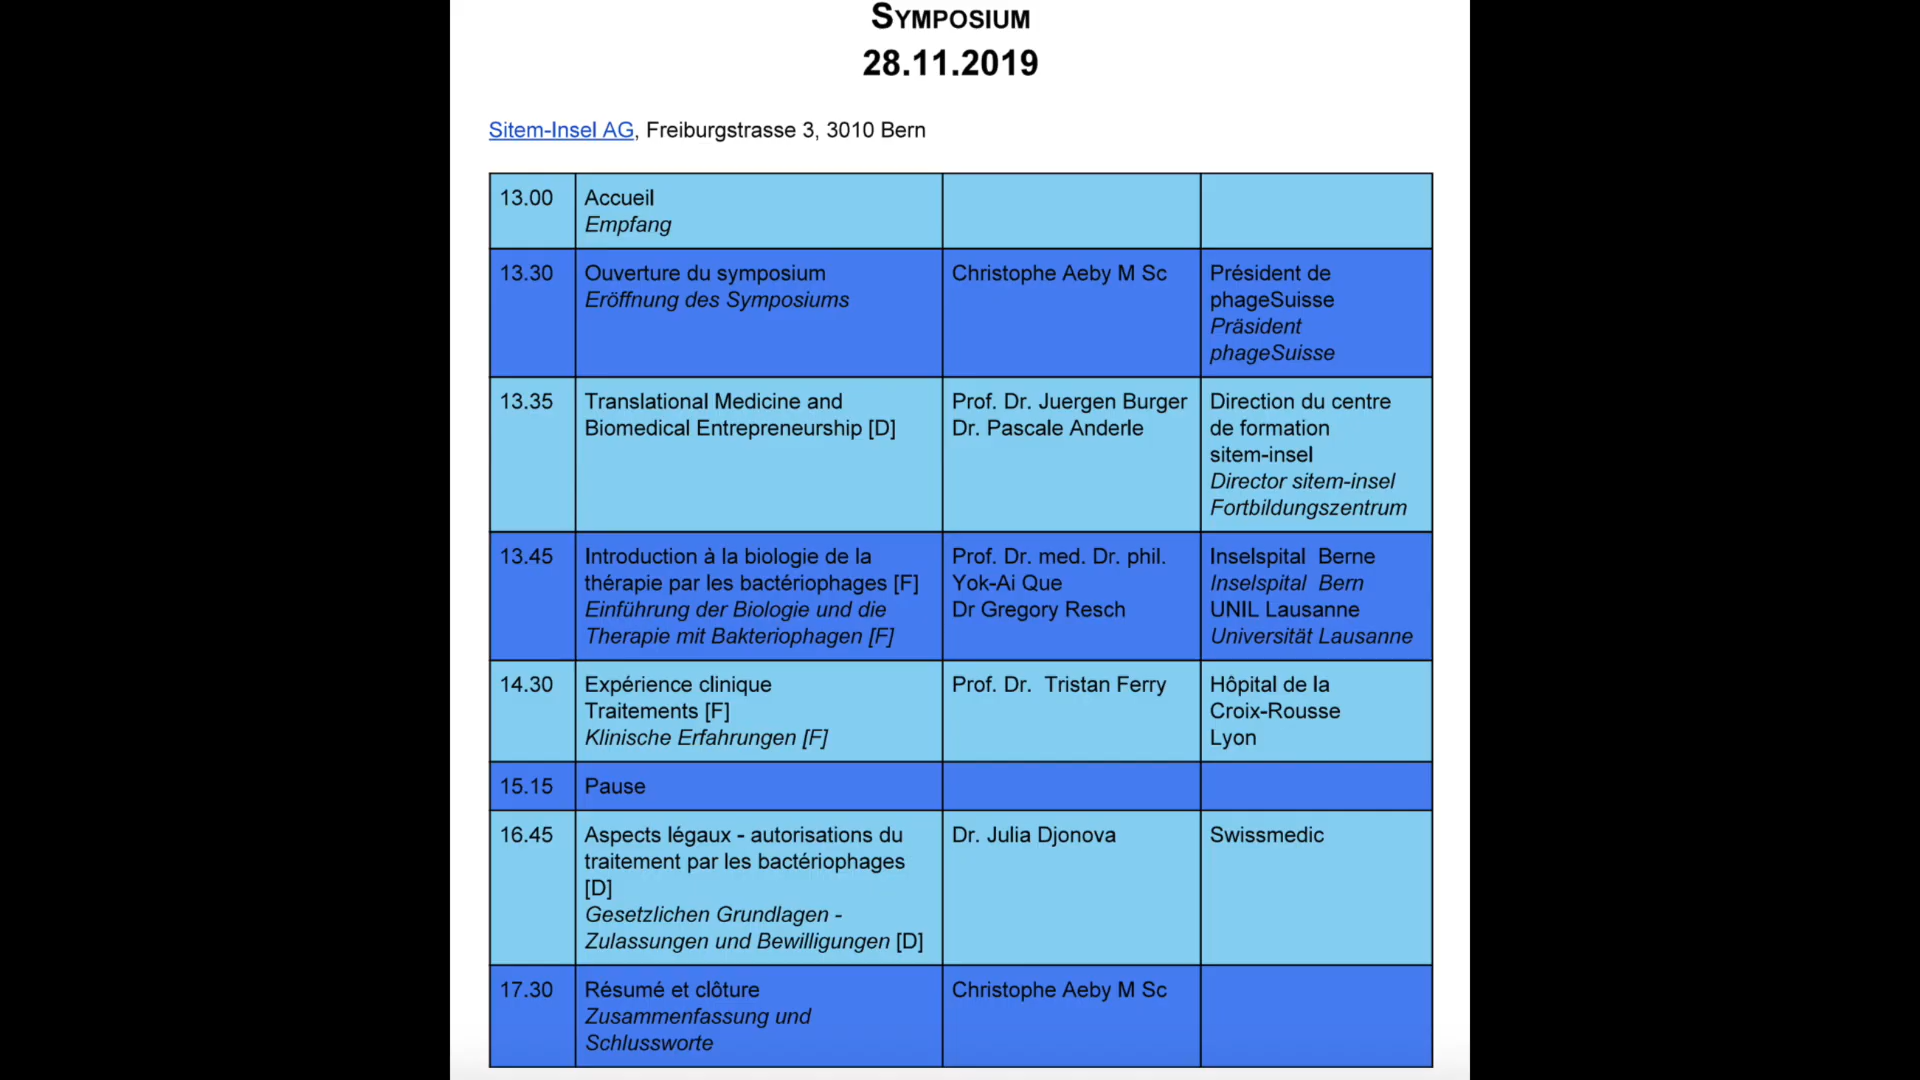 SYMPOSIUM
28.11.2019
Sitem-Insel AG, Freiburgstrasse 3, 3010 Bern
13.00
Accueil
Empfang
13.30
Ouverture du symposium
Eröffnung des Symposiums
Christophe Aeby M Sc
Président de
phageSuisse
Präsident
phageSuisse
13.35
Translational Medicine and
Biomedical Entrepreneurship [D]
Prof. Dr. Juergen Burger
Dr. Pascale Anderle
Direction du centre
de formation
sitem-insel
Director sitem-insel
Fortbildungszentrum
13.45
Introduction à la biologie de la
thérapie par les bactériophages [F]
Einführung der Biologie und die
Therapie mit Bakteriophagen [F]
Prof. Dr. med. Dr. phil.
Yok-Ai Que
Dr Gregory Resch
Inselspital Berne
Inselspital Bern
UNIL Lausanne
Universität Lausanne
14.30
Expérience clinique
Traitements [F]
Klinische Erfahrungen [F]
Prof. Dr. Tristan Ferry
Hôpital de la
Croix-Rousse
Lyon
15.15
Pause
16.45
Aspects légaux - autorisations du
traitement par les bactériophages
[D]
Gesetzlichen Grundlagen -
Zulassungen und Bewilligungen [D]
Dr. Julia Djonova
Swissmedic
17.30
Résumé et clôture
Zusammenfassung und
Schlussworte
Christophe Aeby M Sc